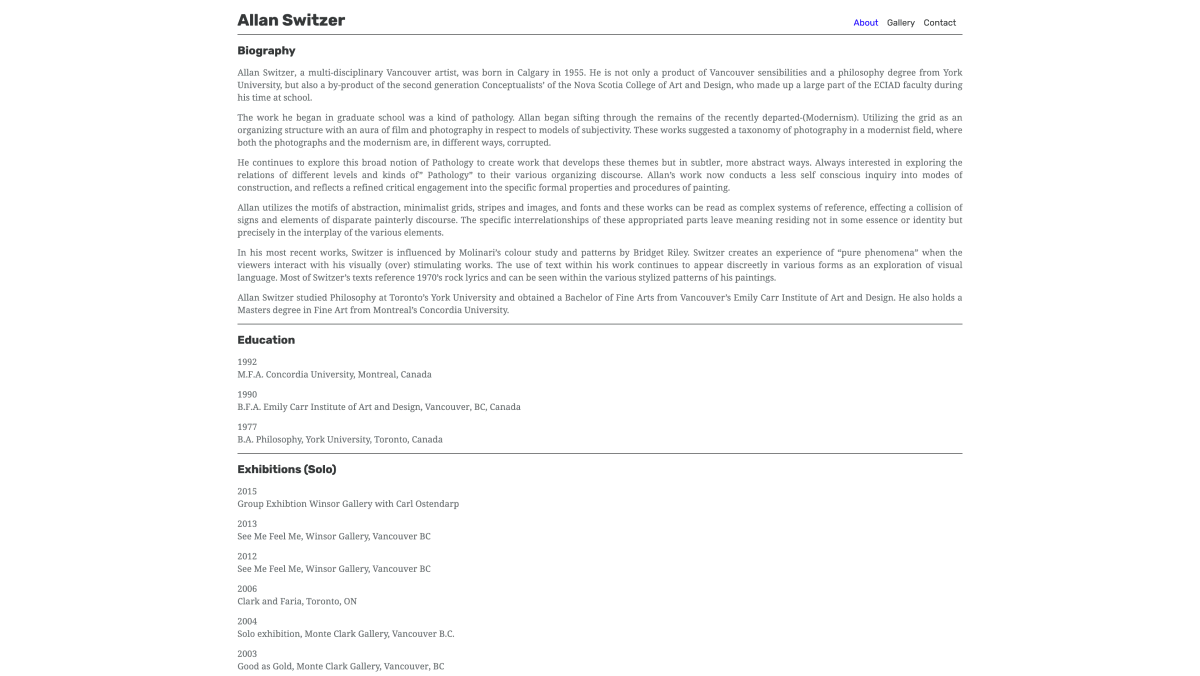 Allan Switzer
About Gallery Contact
Biography
Allan Switzer, a multi-disciplinary Vancouver artist, was born in Calgary in 1955. He is not only a product of Vancouver sensibilities and a philosophy degree from York
University, but also a by-product of the second generation Conceptualists’ of the Nova Scotia College of Art and Design, who made up a large part of the ECIAD faculty during
his time at school.
The work he began in graduate school was a kind of pathology. Allan began sifting through the remains of the recently departed-(Modernism). Utilizing the grid as an
organizing structure with an aura of film and photography in respect to models of subjectivity. These works suggested a taxonomy of photography in a modernist field, where
both the photographs and the modernism are, in different ways, corrupted.
He continues to explore this broad notion of Pathology to create work that develops these themes but in subtler, more abstract ways. Always interested in exploring the
relations of different levels and kinds of” Pathology” to their various organizing discourse. Allan’s work now conducts a less self conscious inquiry into modes of
construction, and reflects a refined critical engagement into the specific formal properties and procedures of painting.
Allan utilizes the motifs of abstraction, minimalist grids, stripes and images, and fonts and these works can be read as complex systems of reference, effecting a collision of
signs and elements of disparate painterly discourse. The specific interrelationships of these appropriated parts leave meaning residing not in some essence or identity but
precisely in the interplay of the various elements.
In his most recent works, Switzer is influenced by Molinari’s colour study and patterns by Bridget Riley. Switzer creates an experience of “pure phenomena” when the
viewers interact with his visually (over) stimulating works. The use of text within his work continues to appear discreetly in various forms as an exploration of visual
language. Most of Switzer’s texts reference 1970’s rock lyrics and can be seen within the various stylized patterns of his paintings.
Allan Switzer studied Philosophy at Toronto’s York University and obtained a Bachelor of Fine Arts from Vancouver’s Emily Carr Institute of Art and Design. He also holds a
Masters degree in Fine Art from Montreal’s Concordia University.
Education
1992
M.F.A. Concordia University, Montreal, Canada
1990
B.F.A. Emily Carr Institute of Art and Design, Vancouver, BC, Canada
1977
B.A. Philosophy, York University, Toronto, Canada
Exhibitions (Solo)
2015
Group Exhibtion Winsor Gallery with Carl Ostendarp
2013
See Me Feel Me, Winsor Gallery, Vancouver BC
2012
See Me Feel Me, Winsor Gallery, Vancouver BC
2006
Clark and Faria, Toronto, ON
2004
Solo exhibition, Monte Clark Gallery, Vancouver B.C.
2003
Good as Gold, Monte Clark Gallery, Vancouver, BC